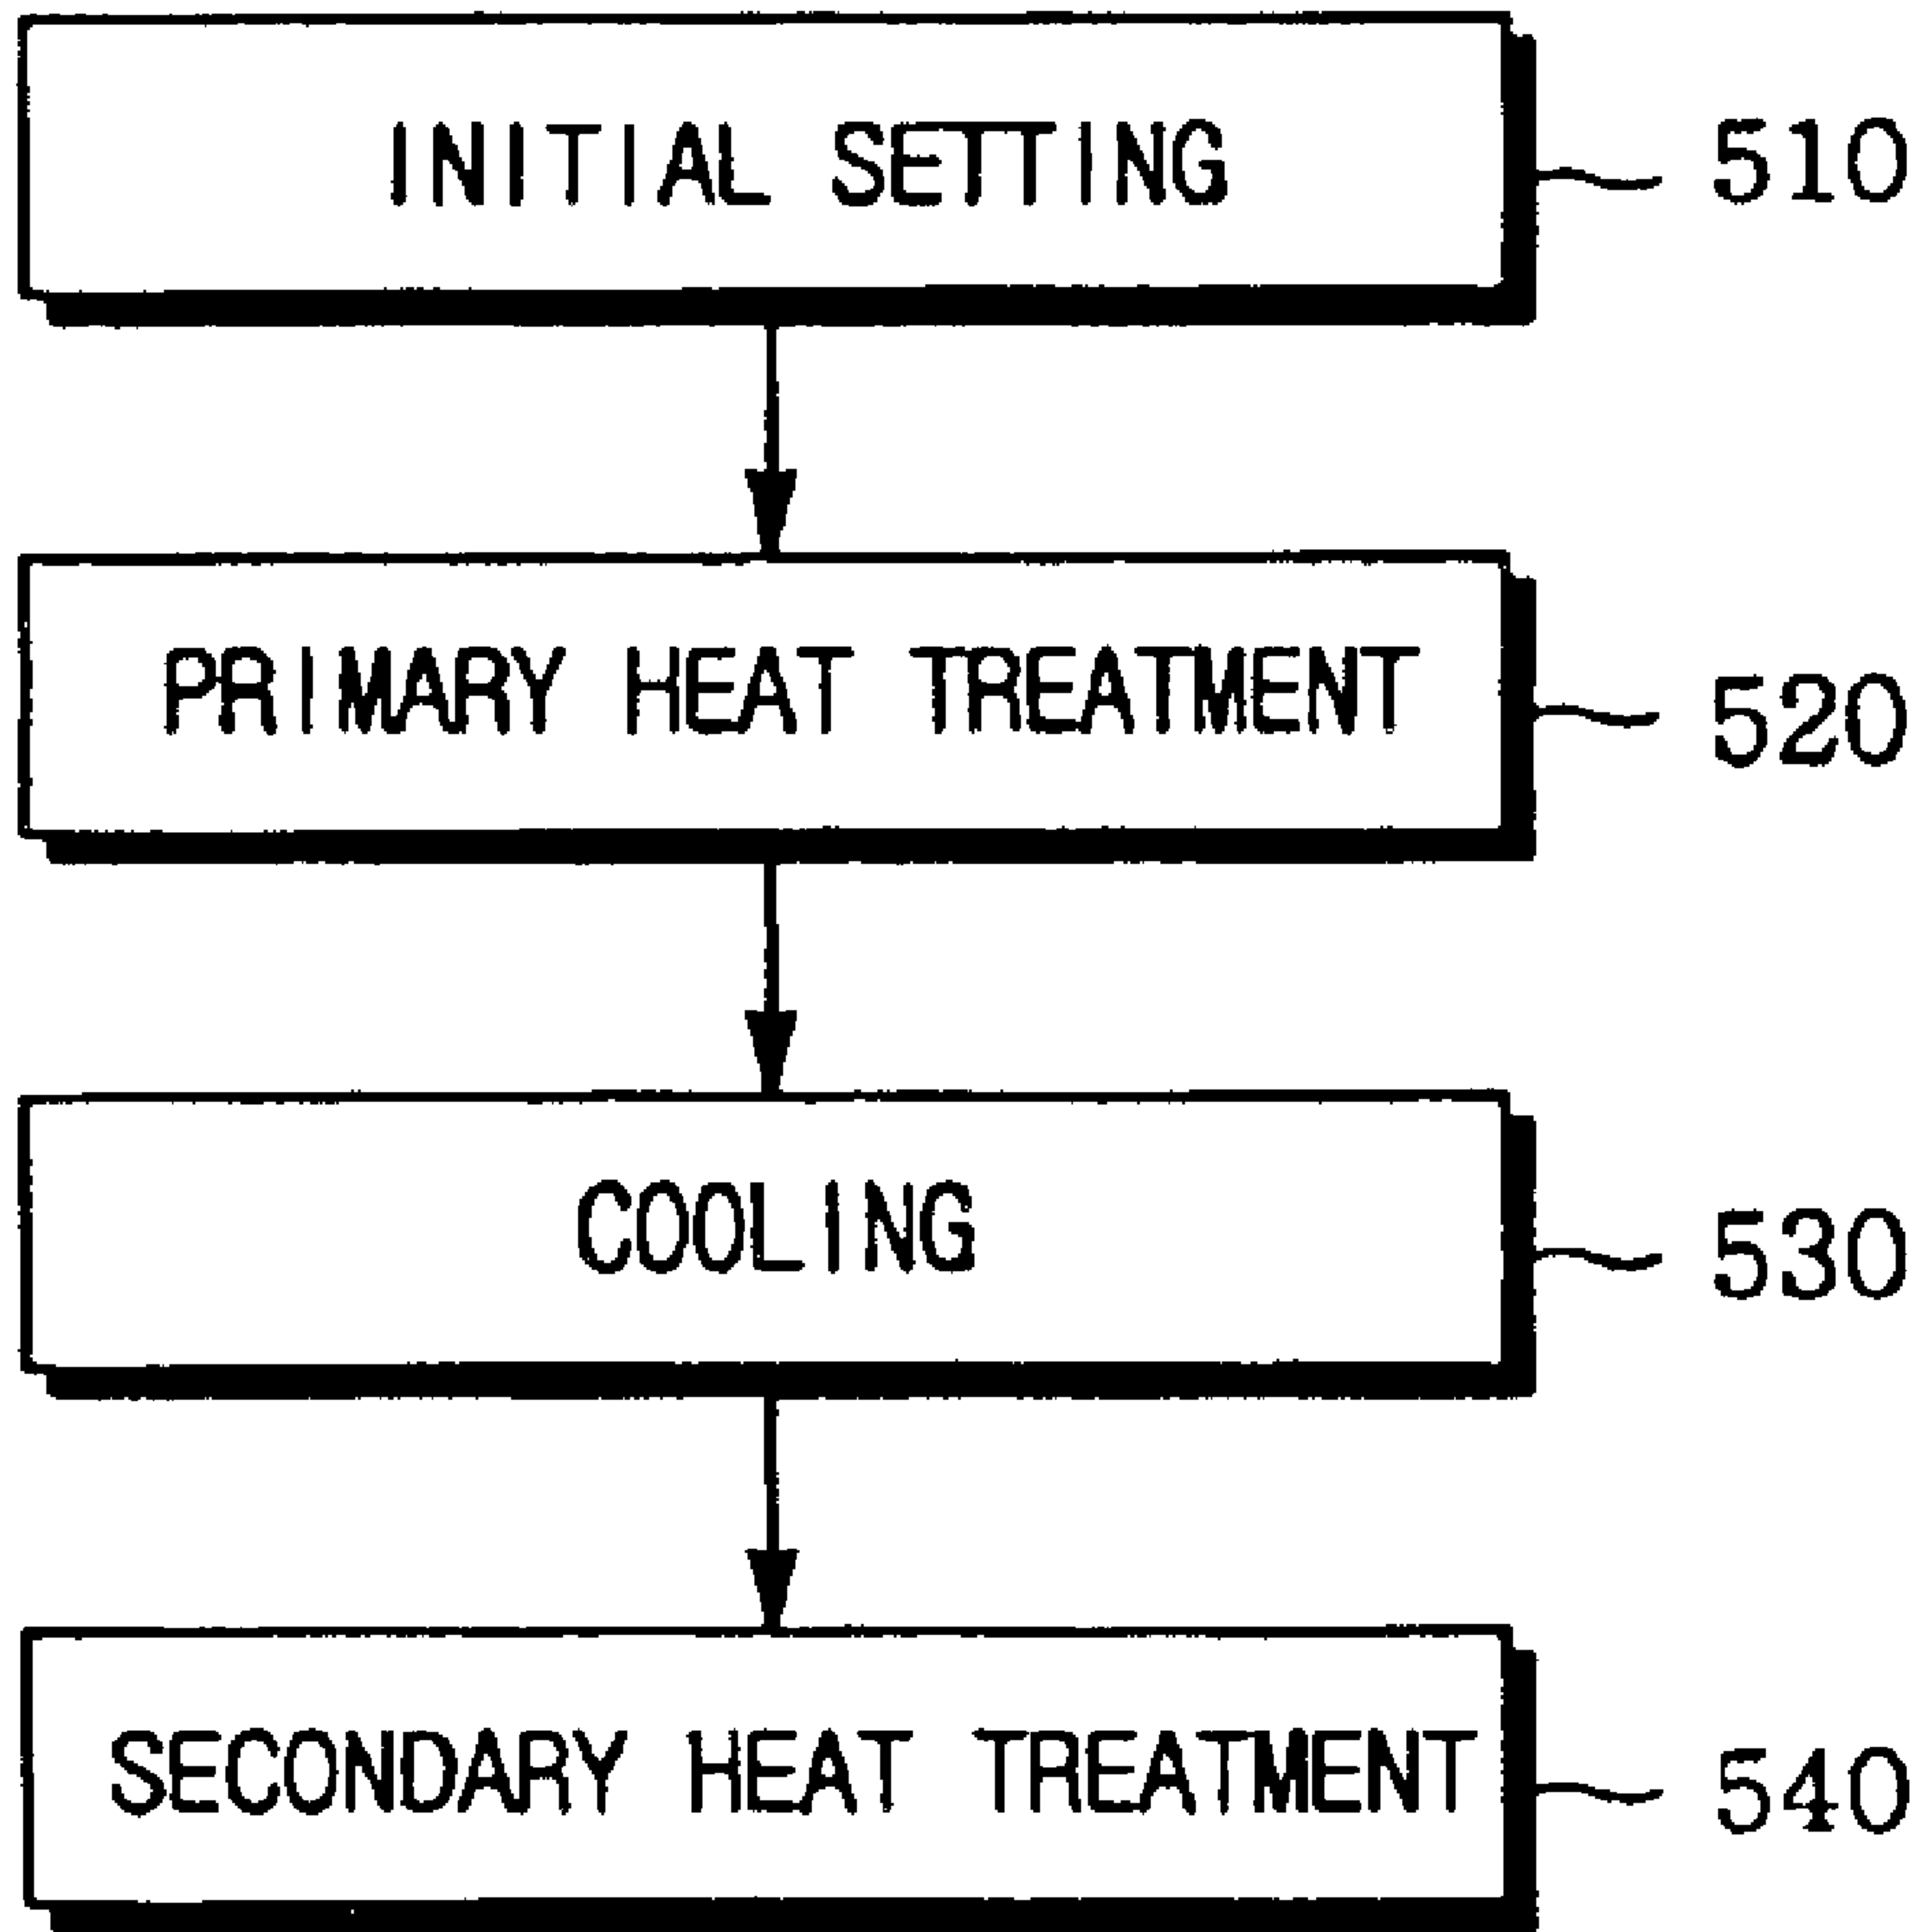 INITIAL SETTING
510
PRIMARY HEAT TREATMENT
520
COOLING
530
SECONDARY HEAT TREATMENT
540